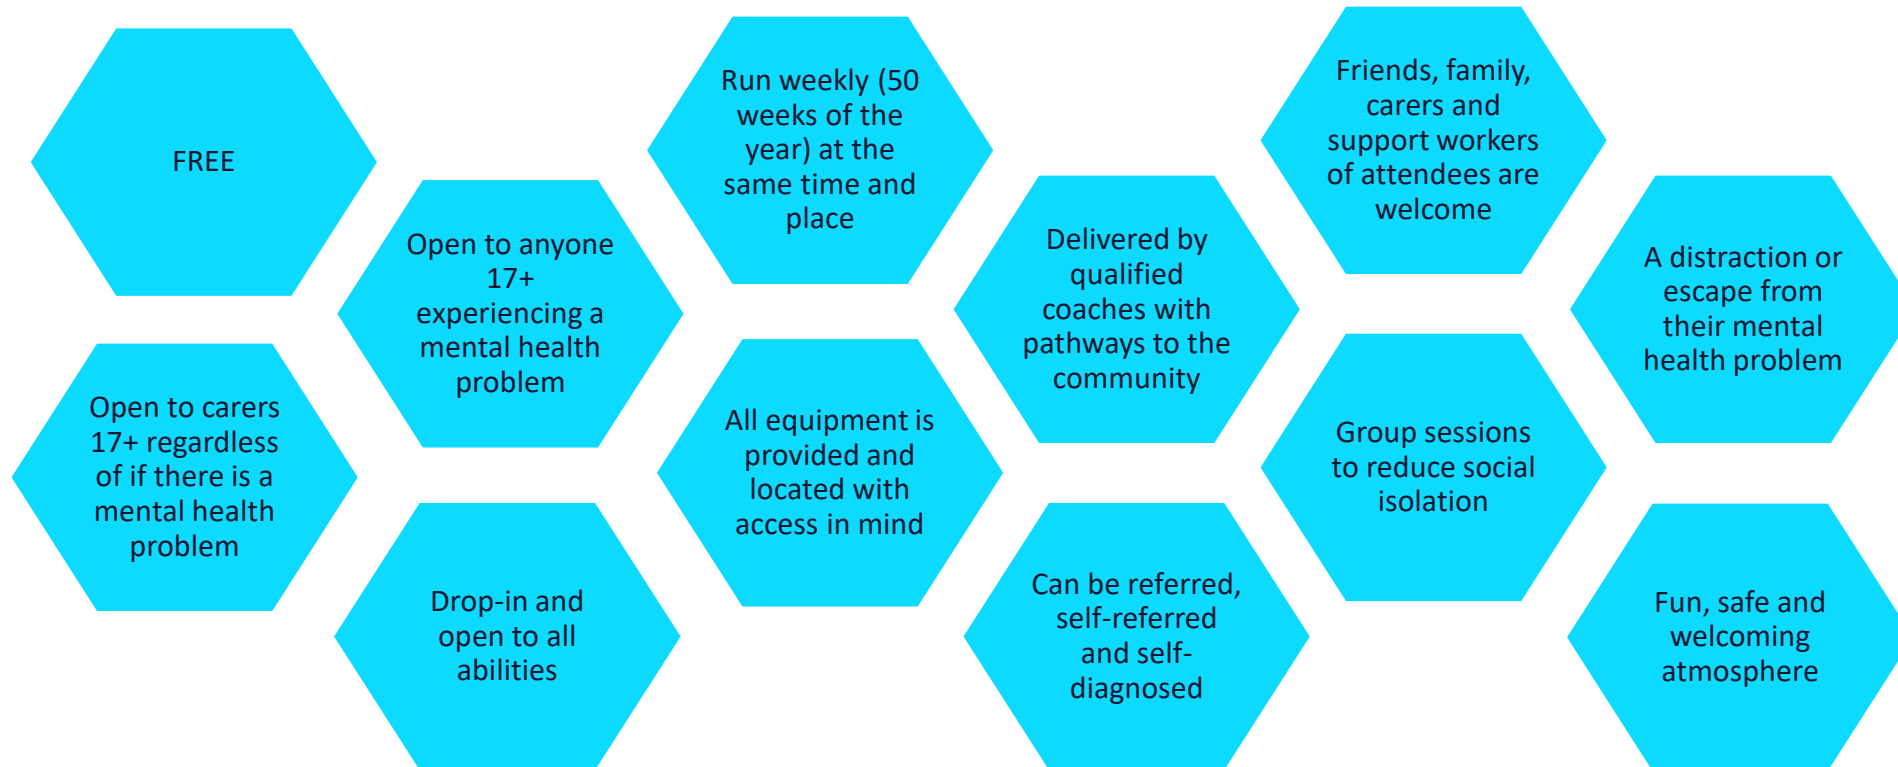 FREE
Open to carers
17+ regardless
of if there is a
mental health
problem
Open to anyone
17+
experiencing a
mental health
problem
Drop-in and
open to all
abilities
Run weekly (50
weeks of the
year) at the
same time and
place
All equipment is
provided and
located with
access in mind
Delivered by
qualified
coaches with
pathways to the
community
Can be referred,
self-referred
and self-
diagnosed
Friends, family,
carers and
support workers
of attendees are
welcome
Group sessions
to reduce social
isolation
A distraction or
escape from
their mental
health problem
Fun, safe and
welcoming
atmosphere